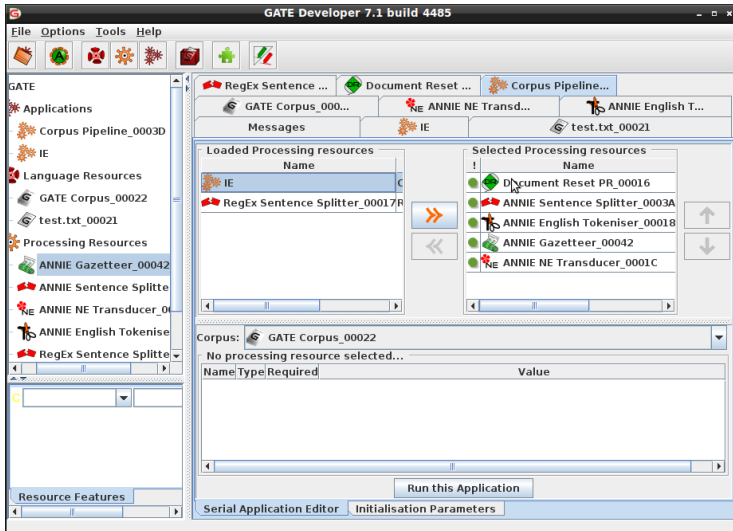 GATE Developer 7.1 build 4485
File Options Tools Help
GATE
Applications
Corpus Pipeline_0003D
IE
Language Resources
GATE Corpus_00022
test.txt_00021
Processing Resources
ANNIE Gazetteer_00042
ANNIE Sentence Splitte
NE ANNIE NE Transducer_0
ANNIE English Tokenise
RegEx Sentence Splitte
C
Resource Features
RegEx Sentence ... DR Document Reset ... Corpus Pipeline...
GATE Corpus_000... NE ANNIE NE Transd... ANNIE English T...
Messages IE test.txt_00021
Loaded Processing resources
Name
IE C
RegEx Sentence Splitter_00017 R
Selected Processing resources
! Name
DR Document Reset PR_00016
ANNIE Sentence Splitter_0003A
ANNIE English Tokeniser_00018
ANNIE Gazetteer_00042
NE ANNIE NE Transducer_0001C
Corpus: GATE Corpus_00022
No processing resource selected...
Name Type Required Value
Run this Application
Serial Application Editor Initialisation Parameters